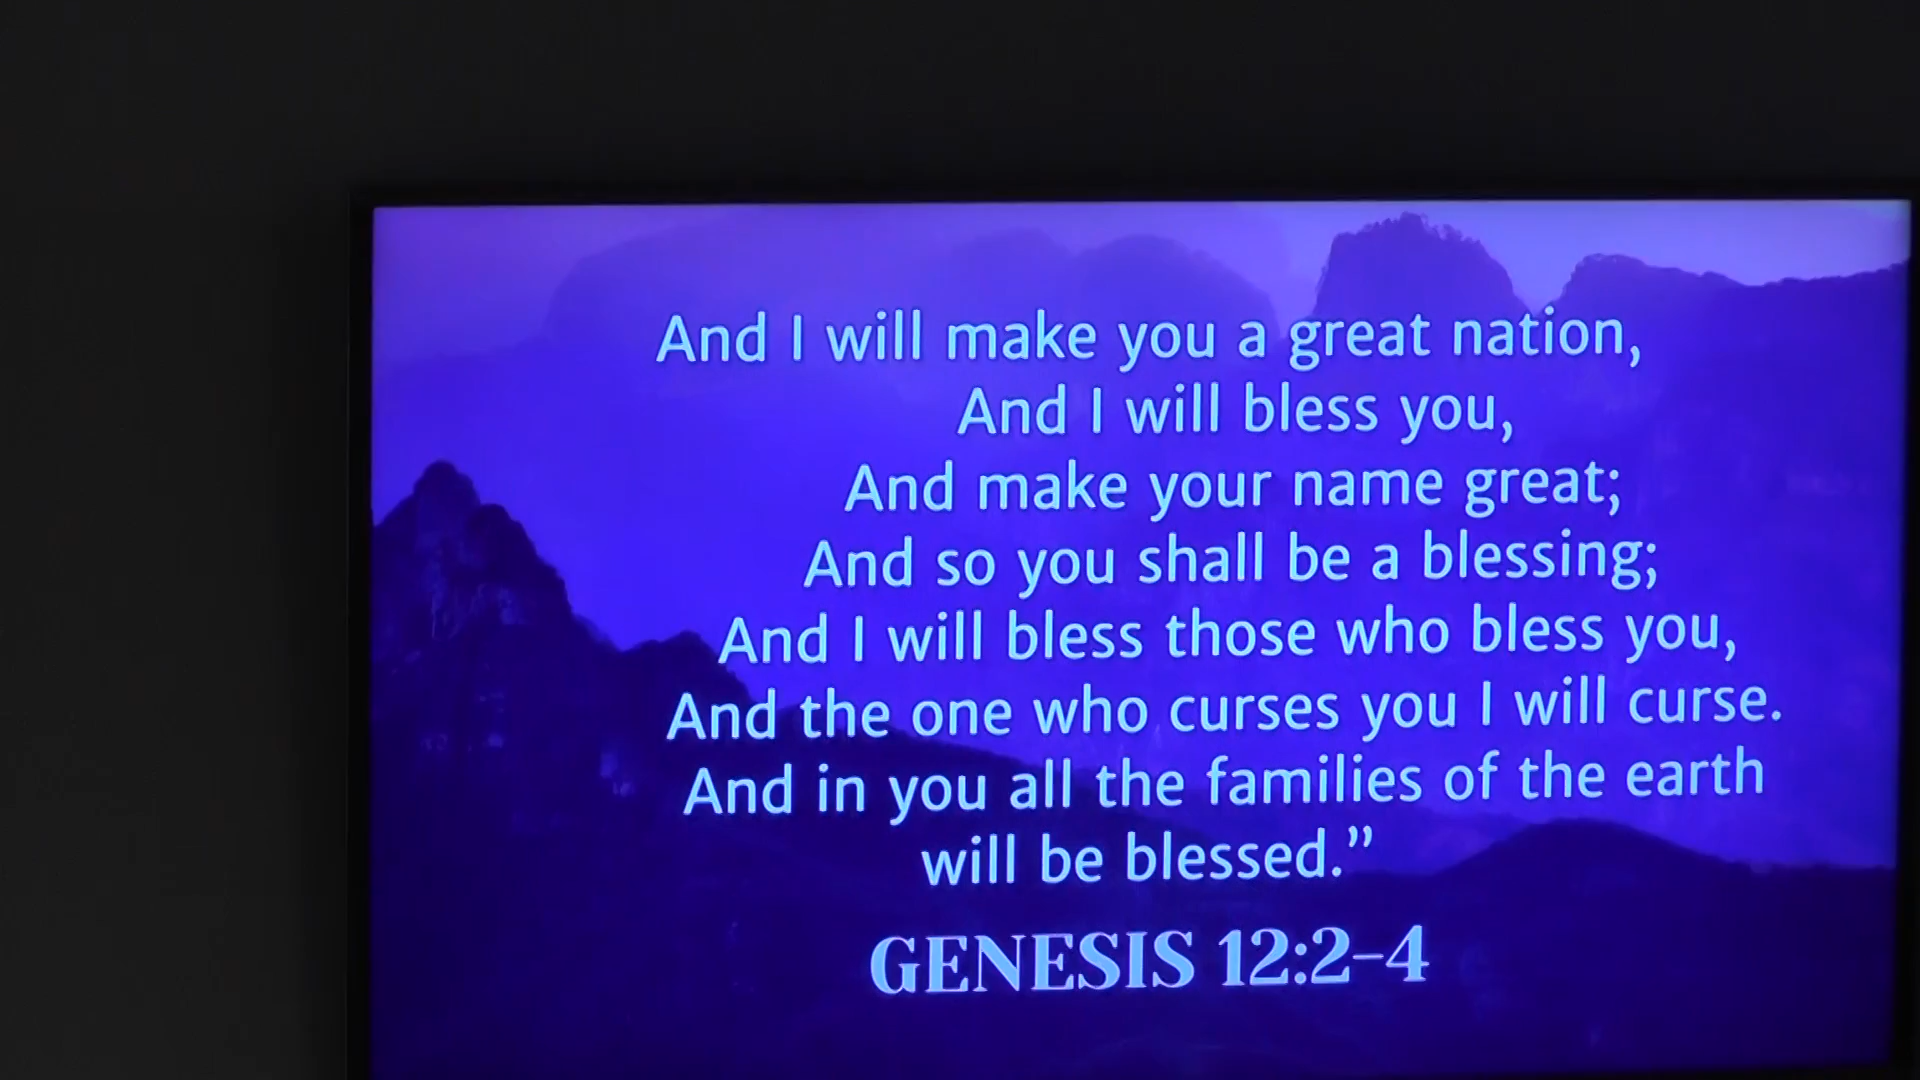 And I will make you a great nation,
And I will bless you,
And make your name great;
And so you shall be a blessing;
And I will bless those who bless you,
And the one who curses you I will curse.
And in you all the families of the earth
will be blessed.”
GENESIS 12:2–4